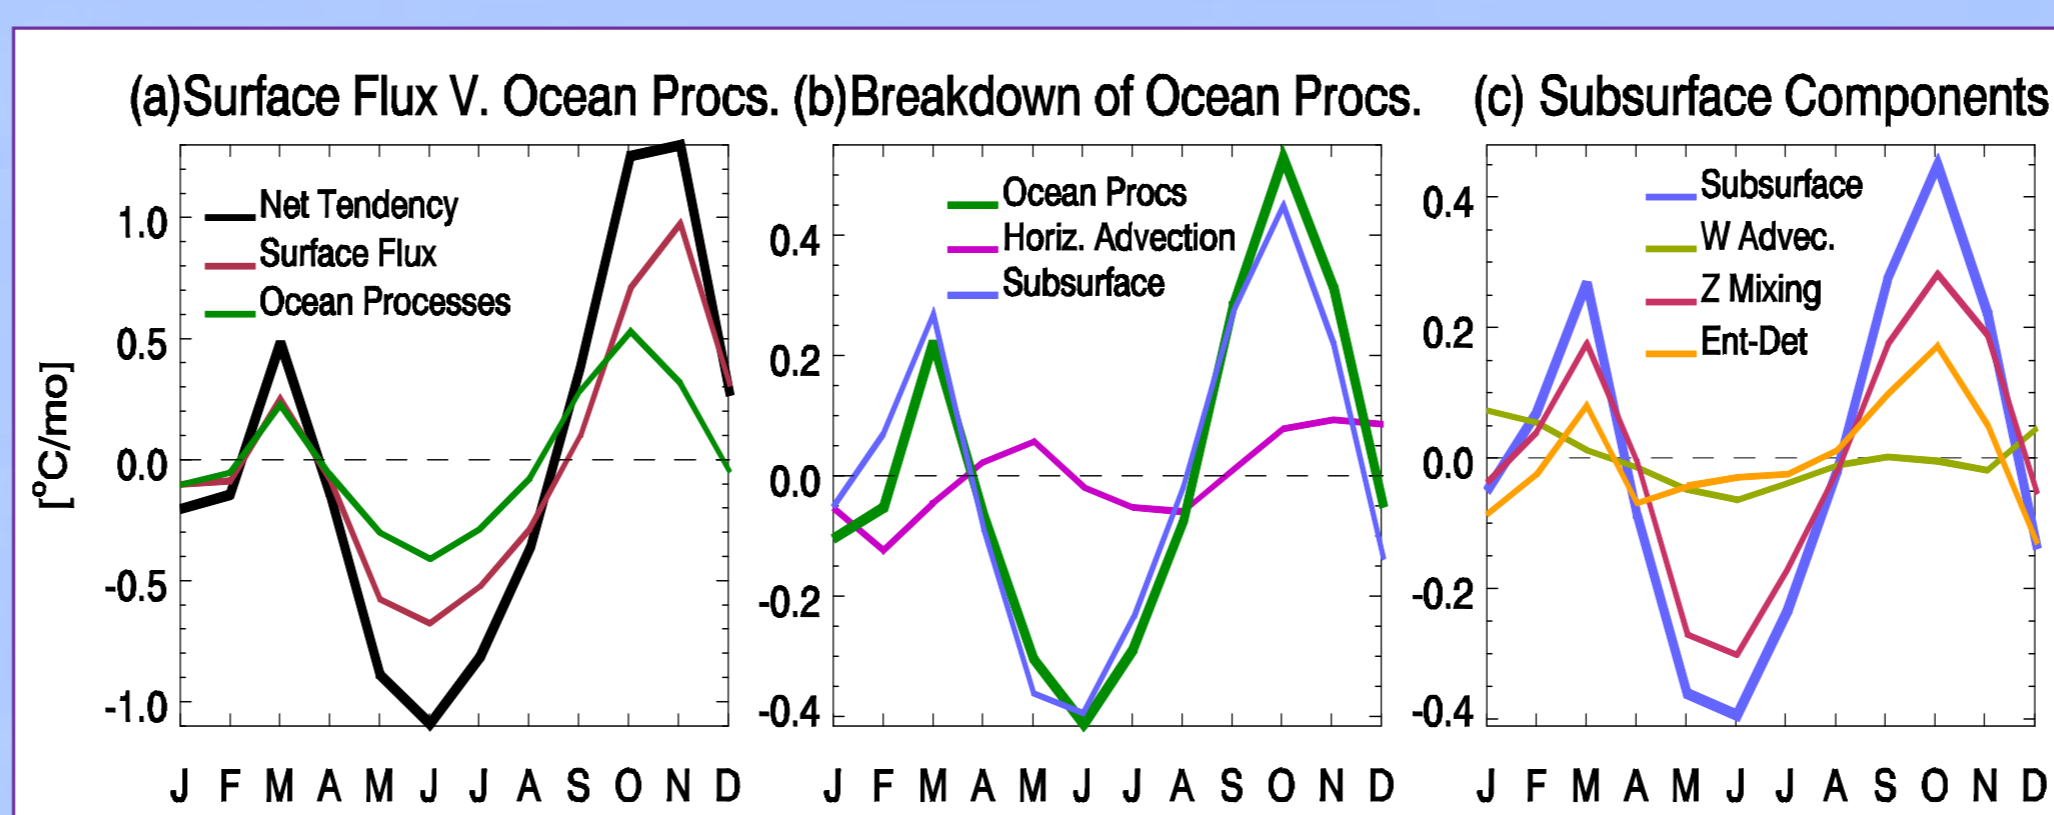 (a)Surface Flux V. Ocean Procs.
[°C/mo]
1.0
0.5
0.0
-0.5
-1.0
Net Tendency
Surface Flux
Ocean Processes
J F M A M J J A S O N D
(b)Breakdown of Ocean Procs.
0.4
0.2
0.0
-0.2
-0.4
Ocean Procs
Horiz. Advection
Subsurface
J F M A M J J A S O N D
(c) Subsurface Components
0.4
0.2
0.0
-0.2
-0.4
Subsurface
W Advec.
Z Mixing
Ent-Det
J F M A M J J A S O N D